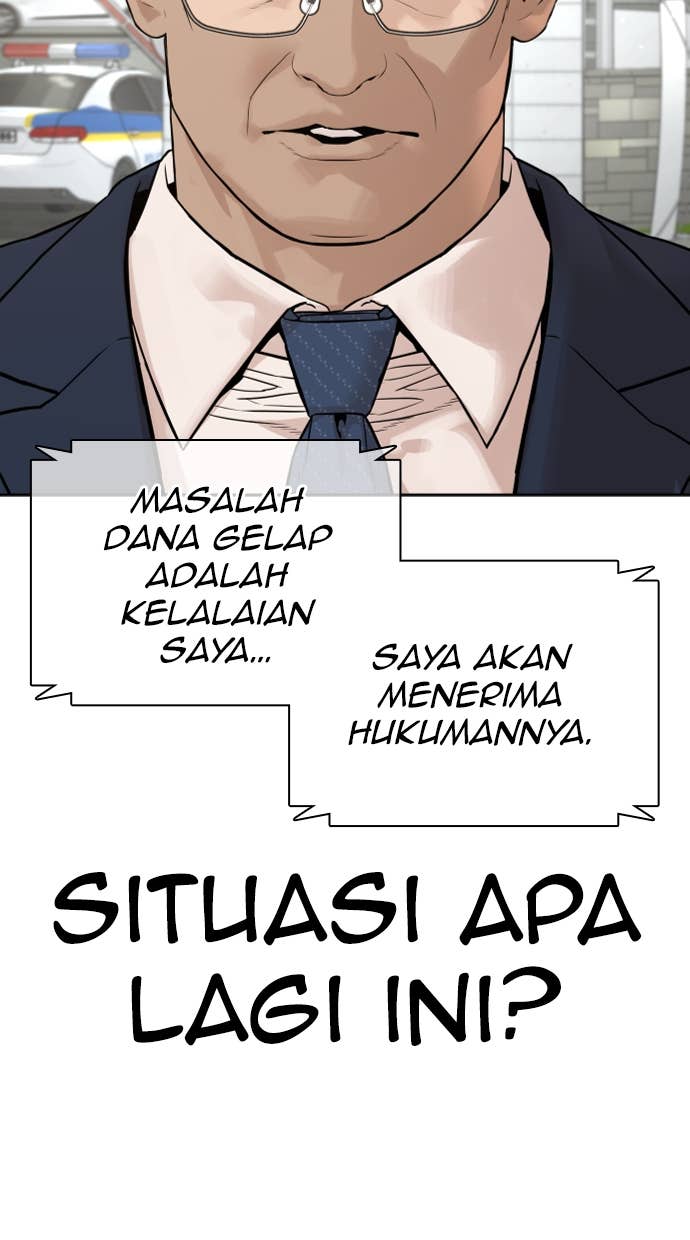 MASALAH
DANA GELAP
ADALAH
KELALAIAN
SAYA...
SAYA AKAN
MENERIMA
HUKUMANNYA.
SITUASI APA
LAGI INI?